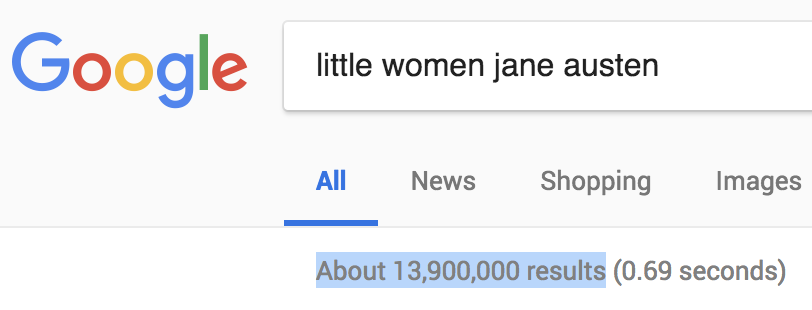 Google little women jane austen
All News Shopping Images
About 13,900,000 results (0.69 seconds)